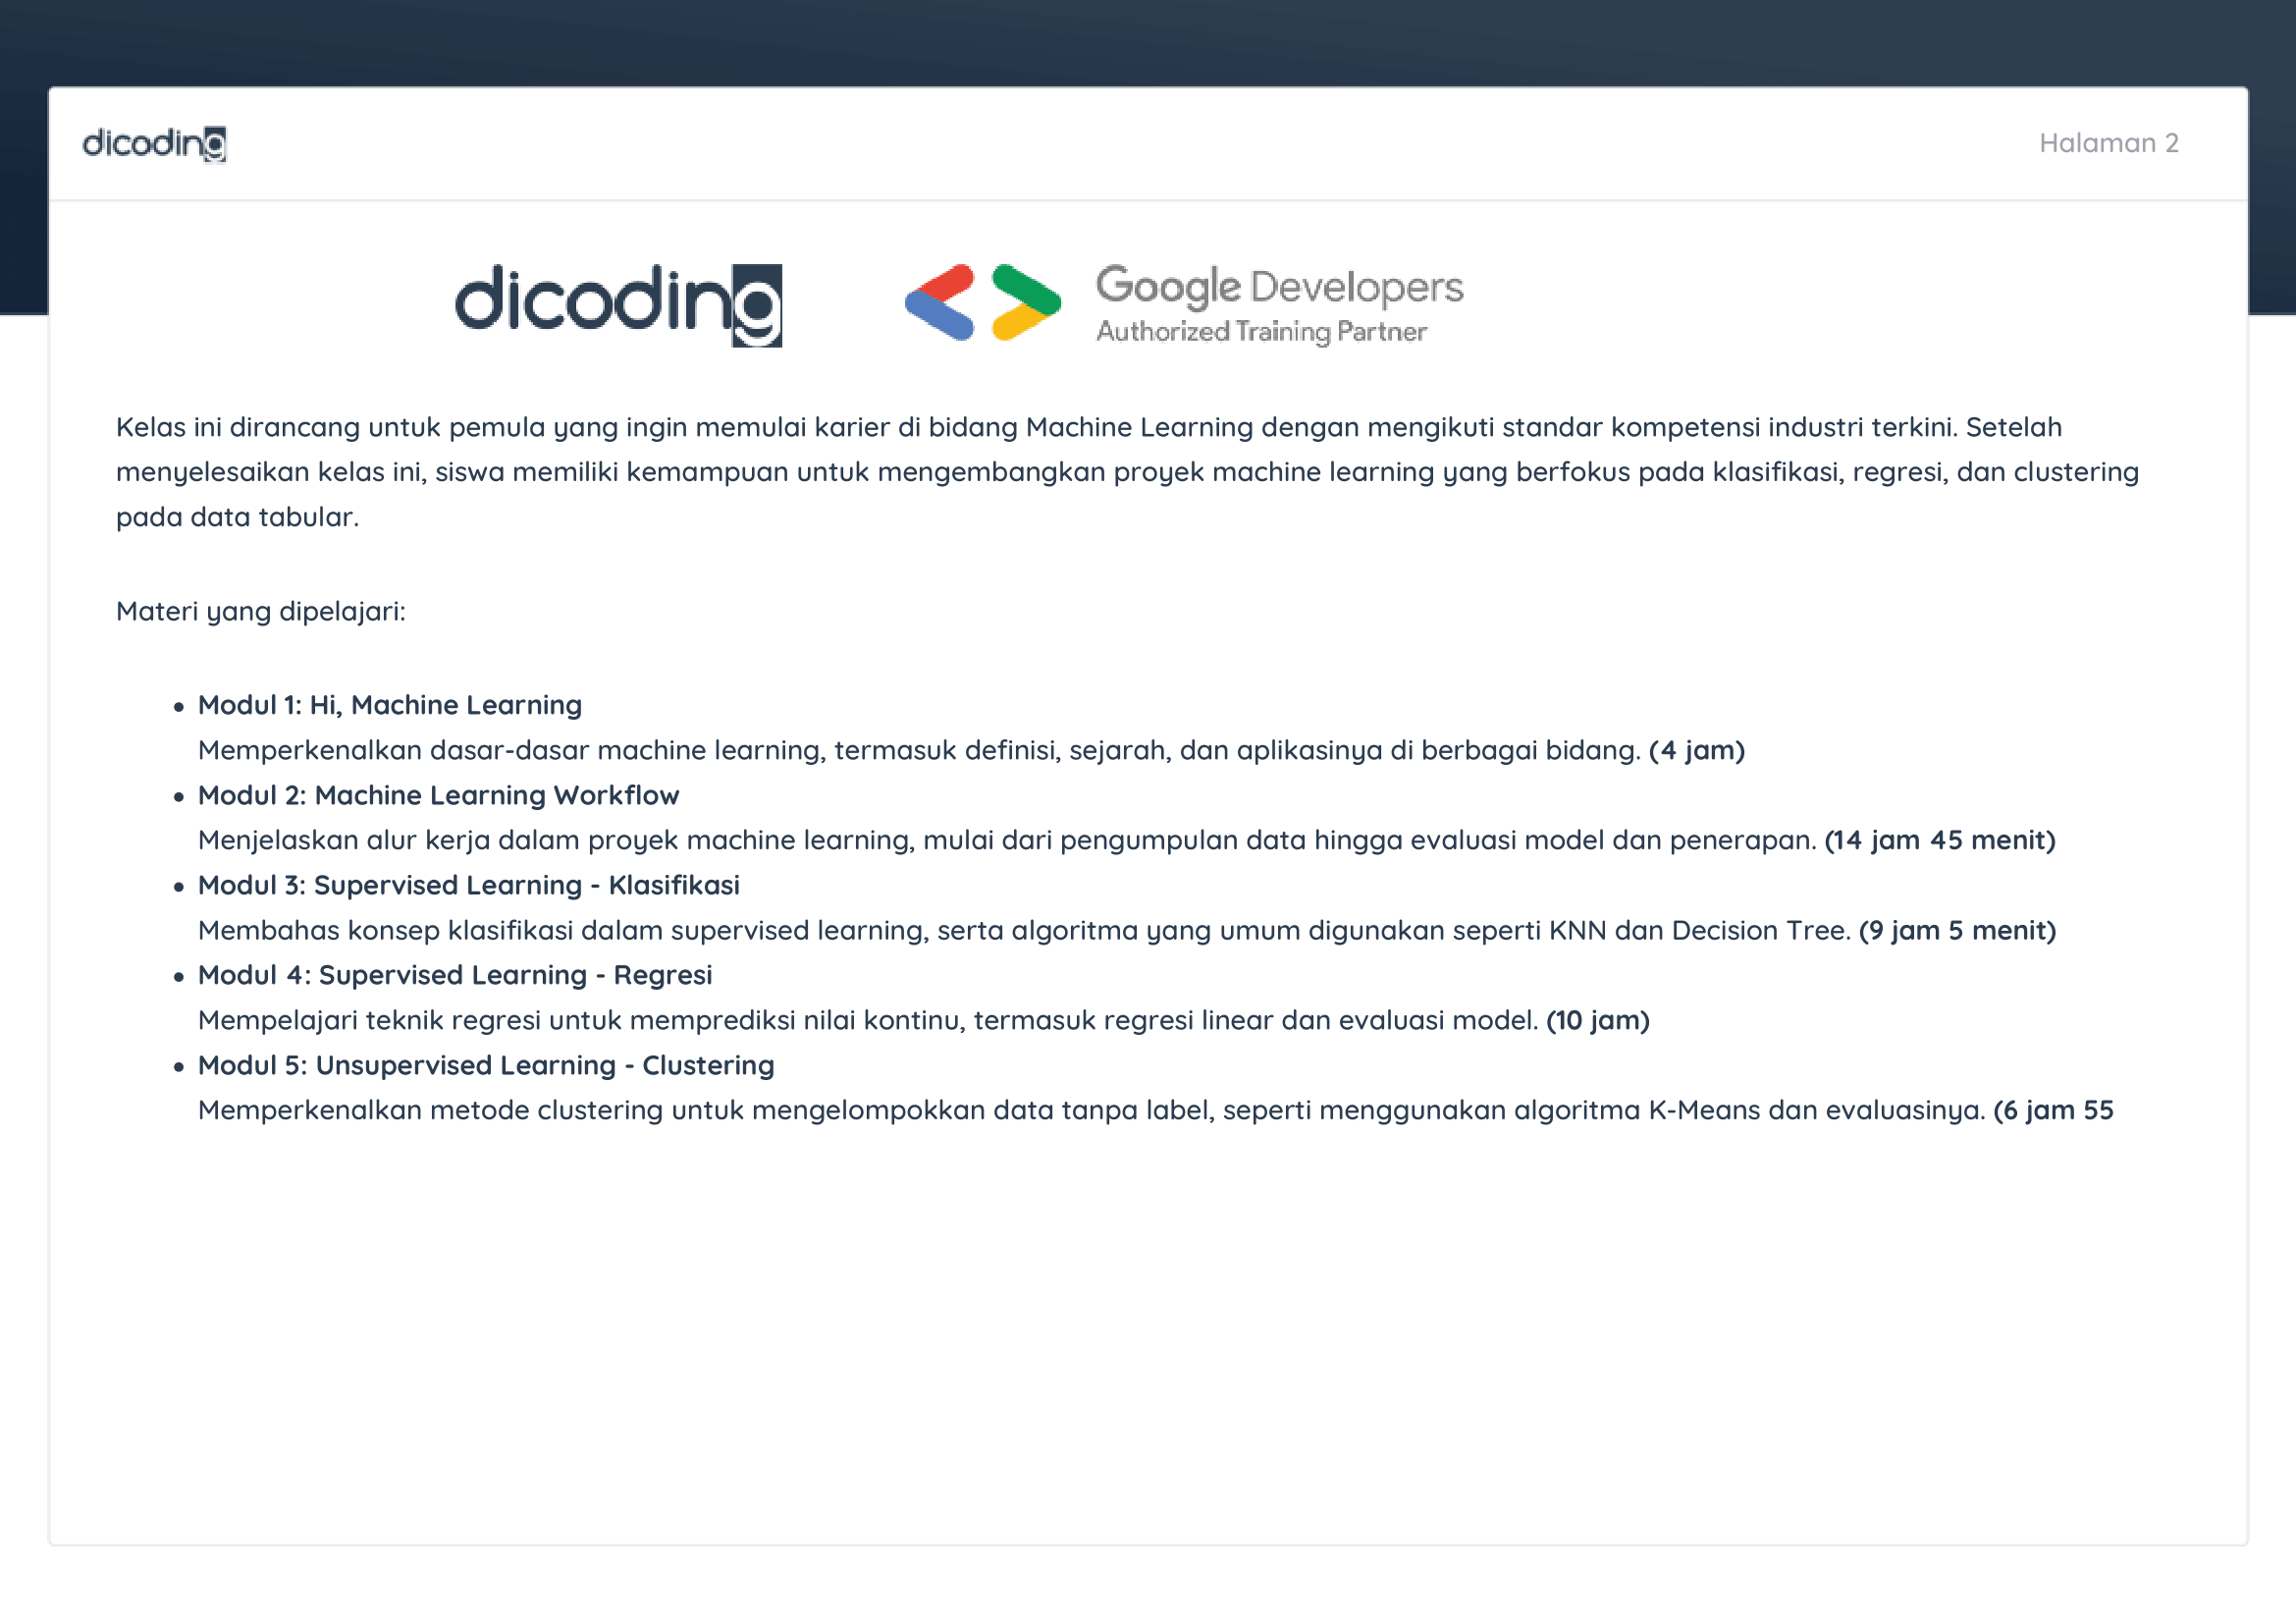 dicoding
Halaman 2
dicoding
Google Developers
Authorized Training Partner
Kelas ini dirancang untuk pemula yang ingin memulai karier di bidang Machine Learning dengan mengikuti standar kompetensi industri terkini. Setelah
menyelesaikan kelas ini, siswa memiliki kemampuan untuk mengembangkan proyek machine learning yang berfokus pada klasifikasi, regresi, dan clustering
pada data tabular.
Materi yang dipelajari:
• Modul 1: Hi, Machine Learning
Memperkenalkan dasar-dasar machine learning, termasuk definisi, sejarah, dan aplikasinya di berbagai bidang. (4 jam)
• Modul 2: Machine Learning Workflow
Menjelaskan alur kerja dalam proyek machine learning, mulai dari pengumpulan data hingga evaluasi model dan penerapan. (14 jam 45 menit)
• Modul 3: Supervised Learning - Klasifikasi
Membahas konsep klasifikasi dalam supervised learning, serta algoritma yang umum digunakan seperti KNN dan Decision Tree. (9 jam 5 menit)
• Modul 4: Supervised Learning - Regresi
Mempelajari teknik regresi untuk memprediksi nilai kontinu, termasuk regresi linear dan evaluasi model. (10 jam)
• Modul 5: Unsupervised Learning - Clustering
Memperkenalkan metode clustering untuk mengelompokkan data tanpa label, seperti menggunakan algoritma K-Means dan evaluasinya. (6 jam 55